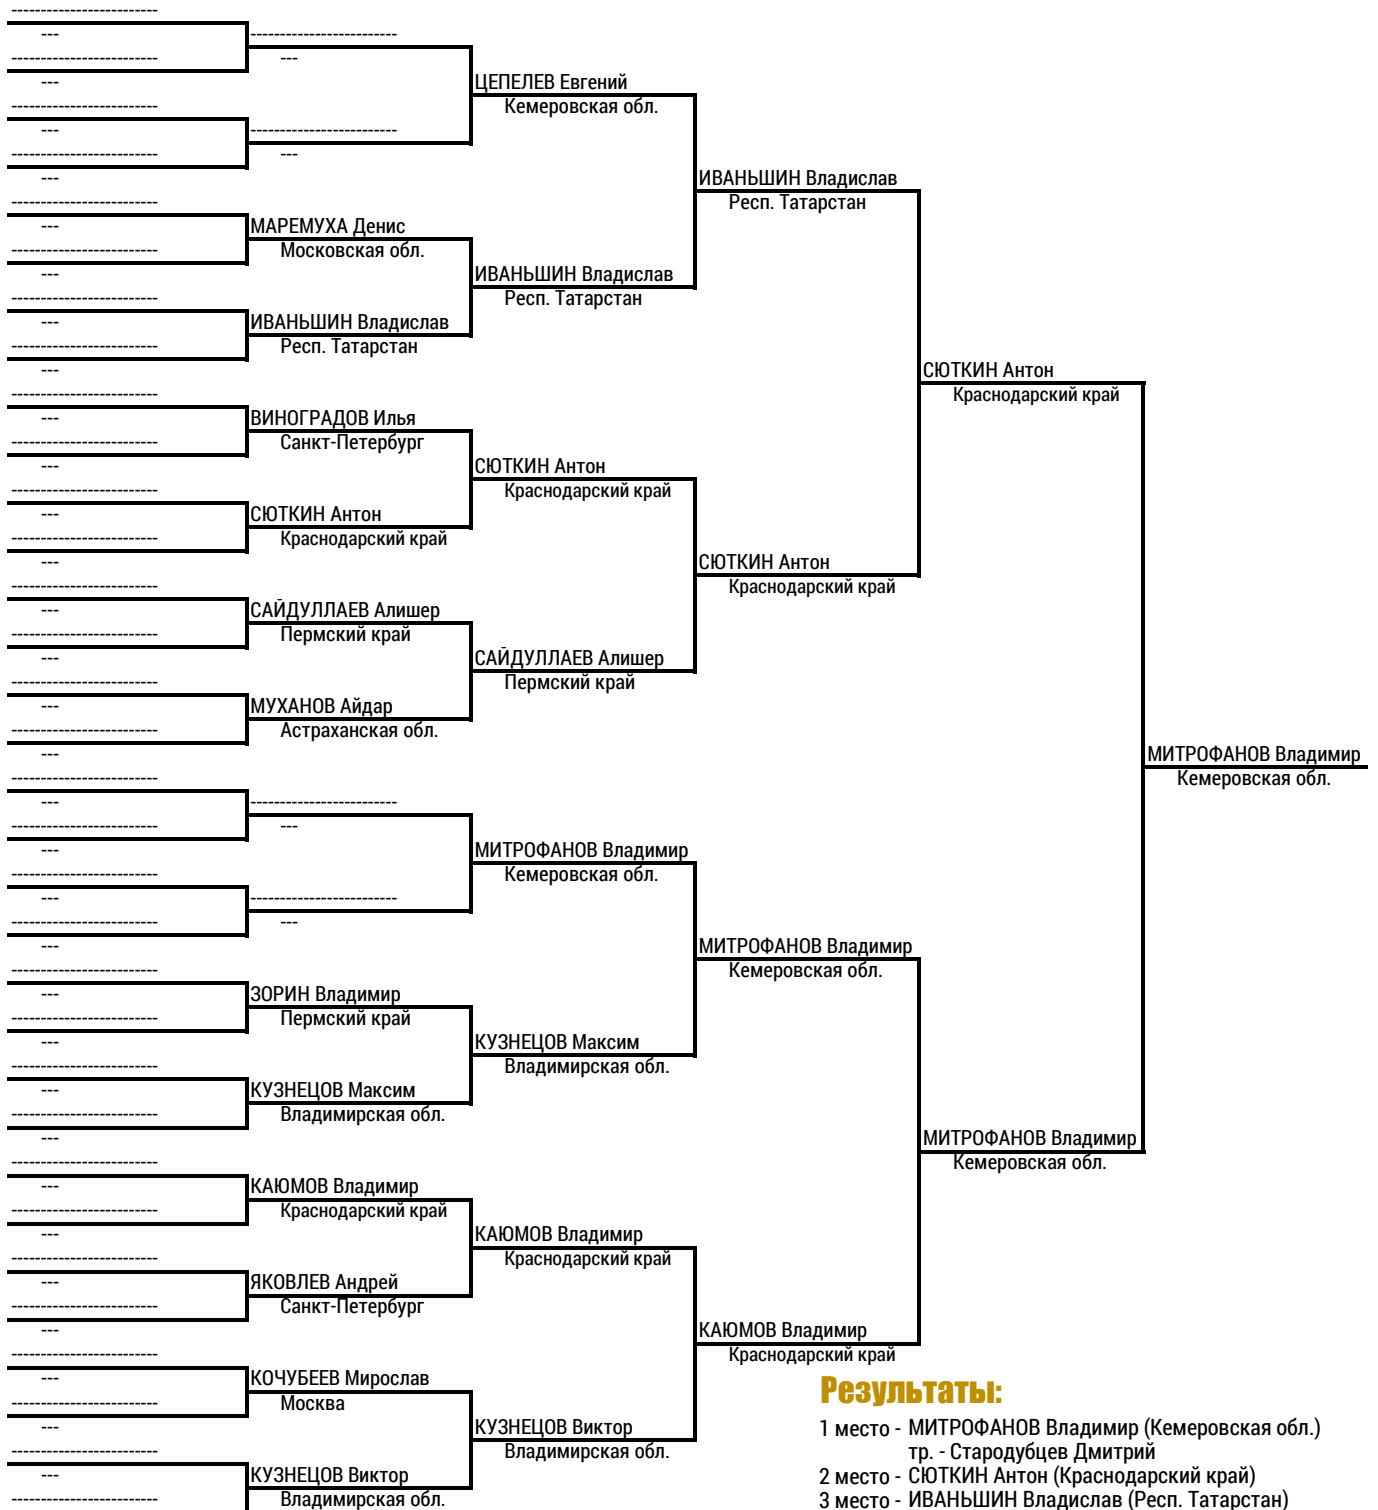 -------------------------
---
-------------------------
---
-------------------------
---
-------------------------
---
-------------------------
---
-------------------------
---
-------------------------
---
-------------------------
---
-------------------------
---
-------------------------
---
-------------------------
---
-------------------------
---
-------------------------
---
-------------------------
---
-------------------------
---
-------------------------
---
-------------------------
---
-------------------------
---
-------------------------
---
-------------------------
---
-------------------------
---
-------------------------
---
-------------------------
---
-------------------------
---
-------------------------
---
-------------------------
---
-------------------------
---
-------------------------
---
-------------------------
---
-------------------------
---
-------------------------
---
-------------------------
---
-------------------------
---
-------------------------
-------------------------
---
-------------------------
---
МАРЕМУХА Денис
Московская обл.
ИВАНЬШИН Владислав
Респ. Татарстан
ВИНОГРАДОВ Илья
Санкт-Петербург
СЮТКИН Антон
Краснодарский край
САЙДУЛЛАЕВ Алишер
Пермский край
МУХАНОВ Айдар
Астраханская обл.
-------------------------
---
-------------------------
---
ЗОРИН Владимир
Пермский край
КУЗНЕЦОВ Максим
Владимирская обл.
КАЮМОВ Владимир
Краснодарский край
ЯКОВЛЕВ Андрей
Санкт-Петербург
КОЧУБЕЕВ Мирослав
Москва
КУЗНЕЦОВ Виктор
Владимирская обл.
ЦЕПЕЛЕВ Евгений
Кемеровская обл.
ИВАНЬШИН Владислав
Респ. Татарстан
СЮТКИН Антон
Краснодарский край
САЙДУЛЛАЕВ Алишер
Пермский край
МИТРОФАНОВ Владимир
Кемеровская обл.
КУЗНЕЦОВ Максим
Владимирская обл.
КАЮМОВ Владимир
Краснодарский край
КУЗНЕЦОВ Виктор
Владимирская обл.
ИВАНЬШИН Владислав
Респ. Татарстан
СЮТКИН Антон
Краснодарский край
МИТРОФАНОВ Владимир
Кемеровская обл.
КАЮМОВ Владимир
Краснодарский край
СЮТКИН Антон
Краснодарский край
МИТРОФАНОВ Владимир
Кемеровская обл.
МИТРОФАНОВ Владимир
Кемеровская обл.
Результаты:
1 место - МИТРОФАНОВ Владимир (Кемеровская обл.)
тр. - Стародубцев Дмитрий
2 место - СЮТКИН Антон (Краснодарский край)
3 место - ИВАНЬШИН Владислав (Респ. Татарстан)